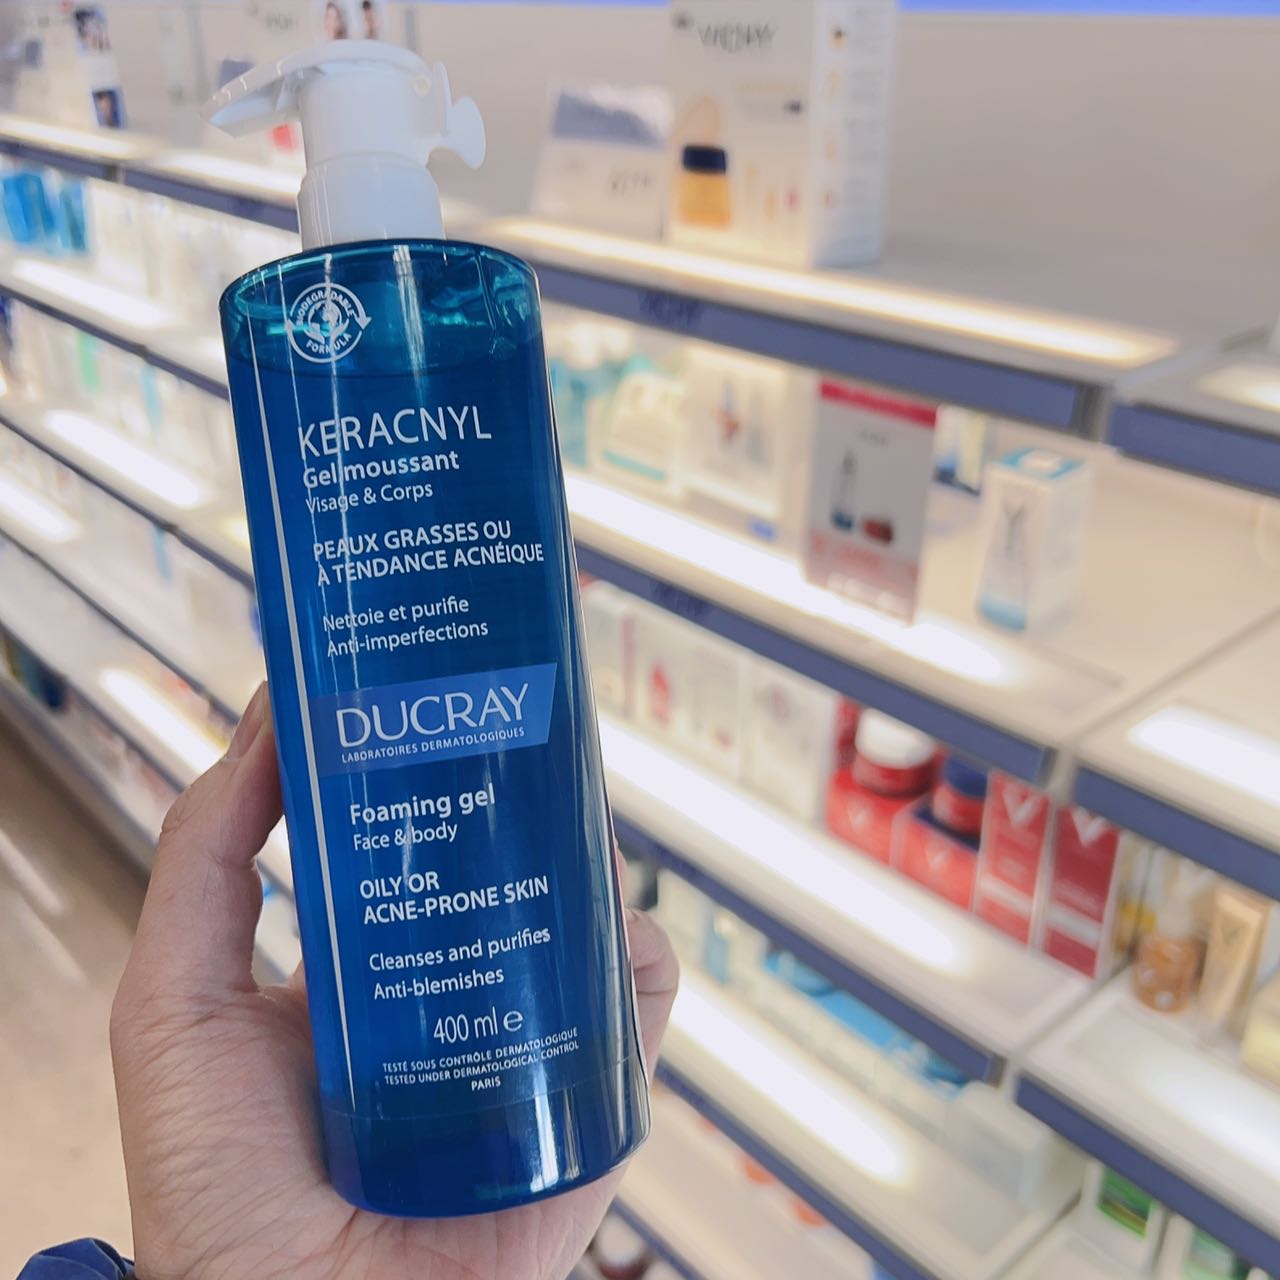 VICHY
BIODEGRADABLE
FORMULA
KERACNYL
Gel moussant
Visage & Corps
PEAUX GRASSES OU
À TENDANCE ACNÉIQUE
Nettoie et purifie
Anti-imperfections
DUCRAY
LABORATOIRES DERMATOLOGIQUES
Foaming gel
Face & body
OILY OR
ACNE-PRONE SKIN
Cleanses and purifies
Anti-blemishes
400 ml e
TESTÉ SOUS CONTRÔLE DERMATOLOGIQUE
TESTED UNDER DERMATOLOGICAL CONTROL
PARIS